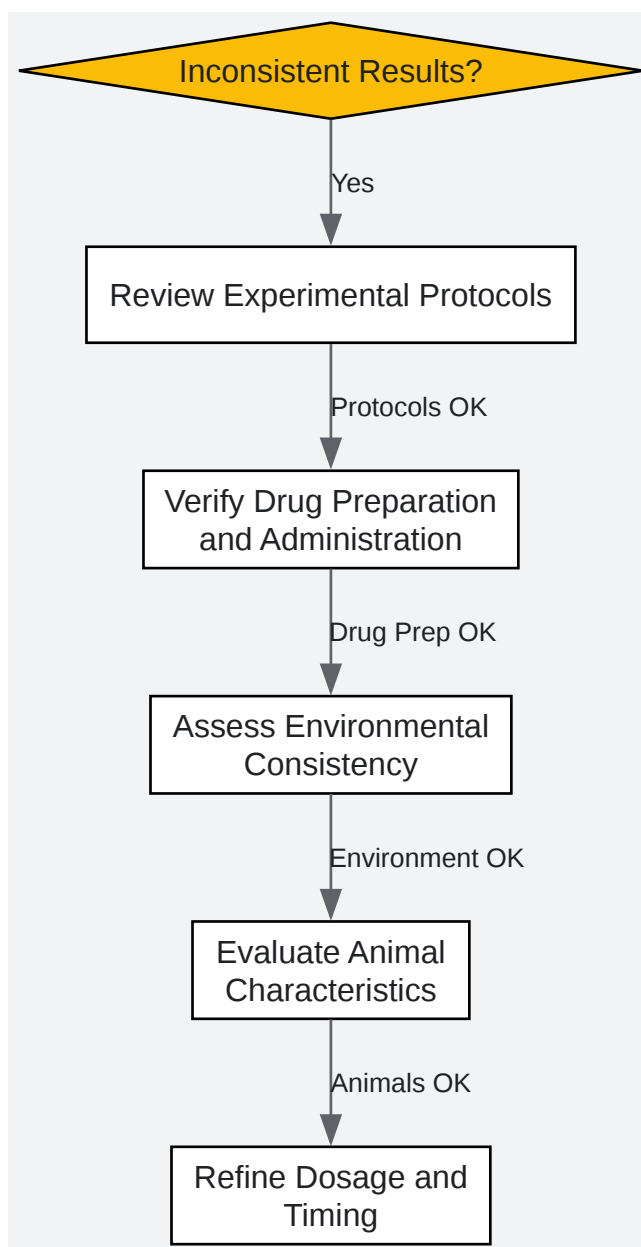 Inconsistent Results?
Yes
Review Experimental Protocols
Protocols OK
Verify Drug Preparation
and Administration
Drug Prep OK
Assess Environmental
Consistency
Environment OK
Evaluate Animal
Characteristics
Animals OK
Refine Dosage and
Timing